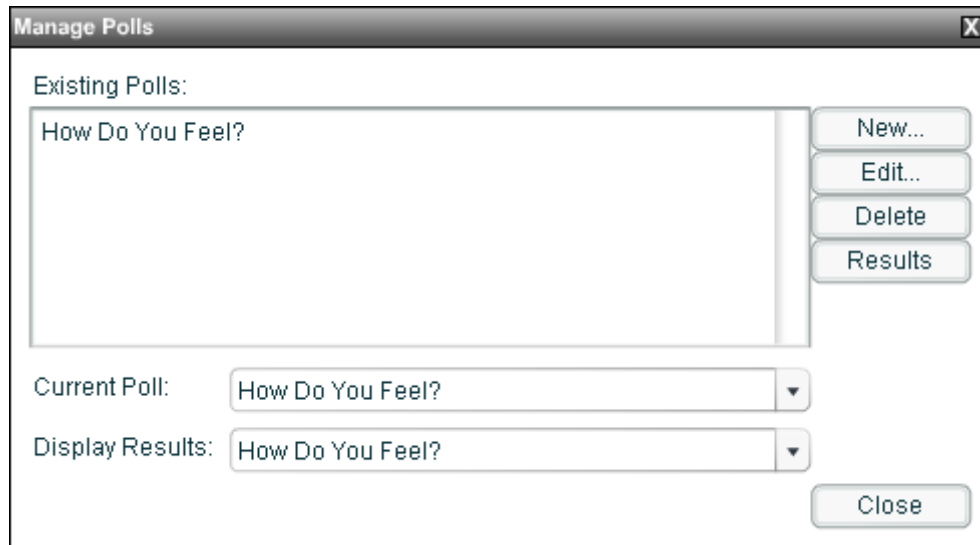 Manage Polls X
Existing Polls:
How Do You Feel?
New...
Edit...
Delete
Results
Current Poll: How Do You Feel?
Display Results: How Do You Feel?
Close